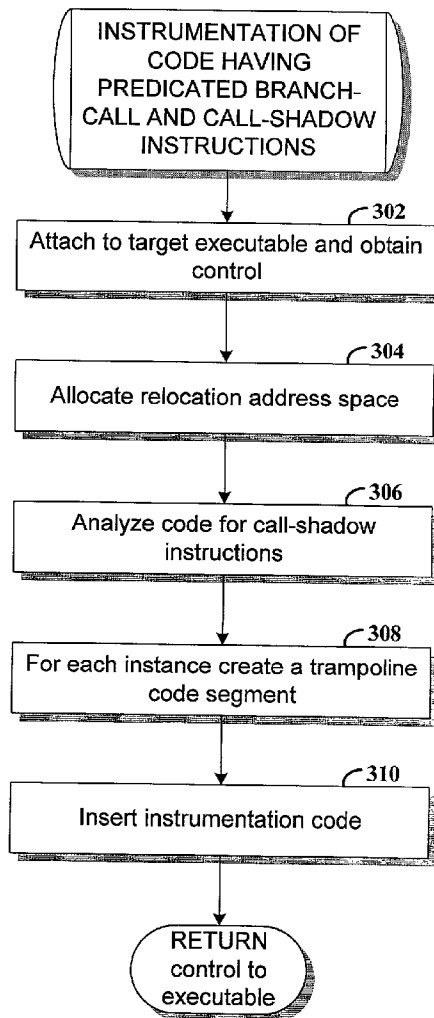 INSTRUMENTATION OF
CODE HAVING
PREDICATED BRANCH-
CALL AND CALL-SHADOW
INSTRUCTIONS
302
Attach to target executable and obtain
control
304
Allocate relocation address space
306
Analyze code for call-shadow
instructions
308
For each instance create a trampoline
code segment
310
Insert instrumentation code
RETURN
control to
executable